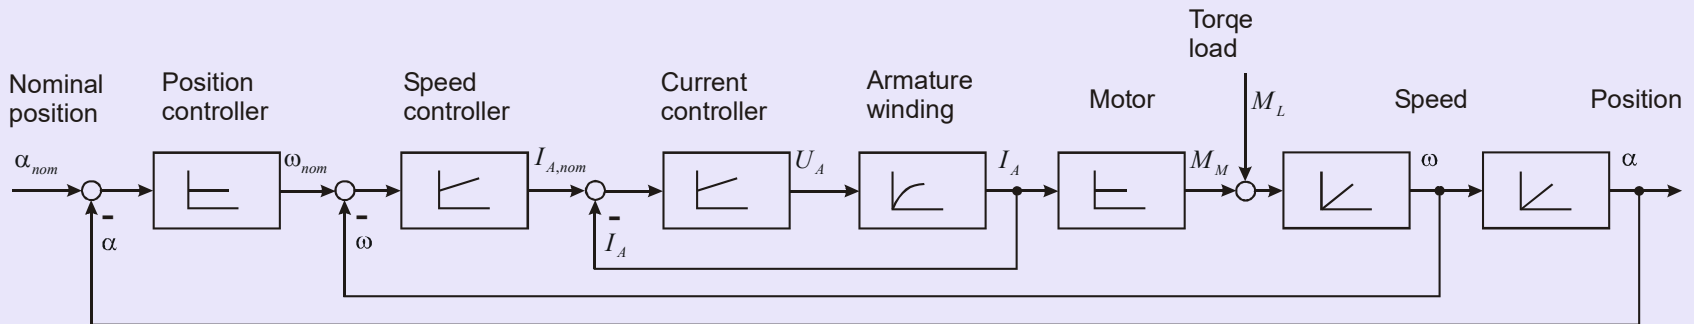 Nominal
position
Position
controller
Speed
controller
Current
controller
Armature
winding
Motor
Torqe
load
Speed
Position
α_nom
ω_nom
I_A,nom
U_A
I_A
M_M
M_L
ω
α
-
α
-
ω
-
I_A